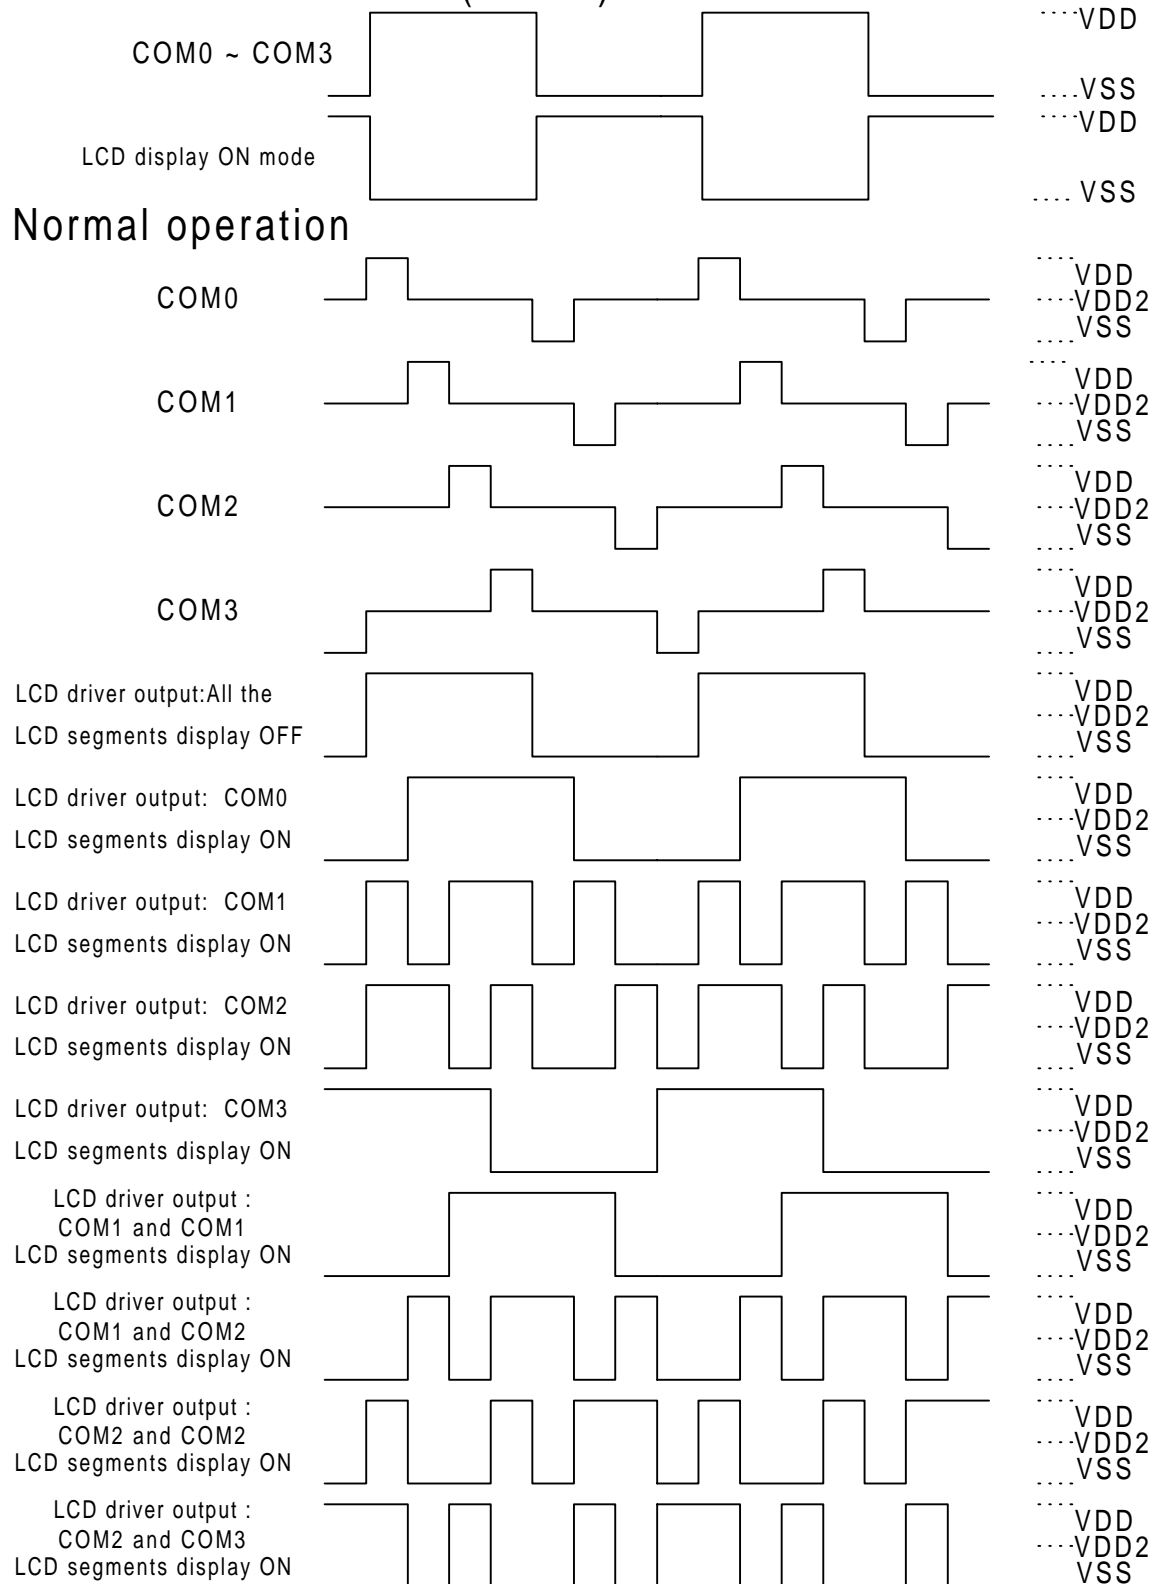 VDD
COM0 ~ COM3
VSS
VDD
LCD display ON mode
VSS
Normal operation
VDD
COM0
VDD2
VSS
VDD
COM1
VDD2
VSS
VDD
COM2
VDD2
VSS
VDD
COM3
VDD2
VSS
LCD driver output:All the
VDD
VDD2
LCD segments display OFF
VSS
LCD driver output: COM0
VDD
VDD2
LCD segments display ON
VSS
LCD driver output: COM1
VDD
VDD2
LCD segments display ON
VSS
LCD driver output: COM2
VDD
VDD2
LCD segments display ON
VSS
LCD driver output: COM3
VDD
VDD2
LCD segments display ON
VSS
LCD driver output :
VDD
COM1 and COM1
VDD2
LCD segments display ON
VSS
LCD driver output :
VDD
COM1 and COM2
VDD2
LCD segments display ON
VSS
LCD driver output :
VDD
COM2 and COM2
VDD2
LCD segments display ON
VSS
LCD driver output :
VDD
COM2 and COM3
VDD2
LCD segments display ON
VSS